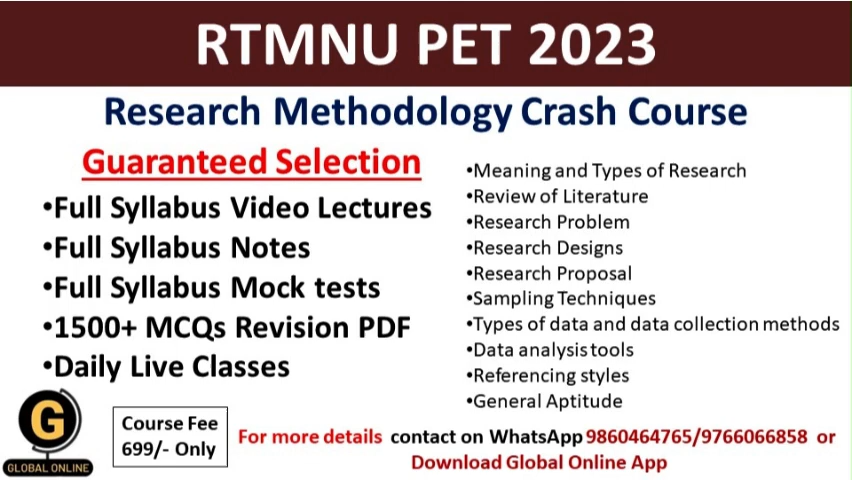 RTMNU PET 2023
Research Methodology Crash Course
Guaranteed Selection
•Full Syllabus Video Lectures
•Full Syllabus Notes
•Full Syllabus Mock tests
•1500+ MCQs Revision PDF
•Daily Live Classes
•Meaning and Types of Research
•Review of Literature
•Research Problem
•Research Designs
•Research Proposal
•Sampling Techniques
•Types of data and data collection methods
•Data analysis tools
•Referencing styles
•General Aptitude
G
GLOBAL ONLINE
Course Fee
699/- Only
For more details contact on WhatsApp 9860464765/9766066858 or
Download Global Online App